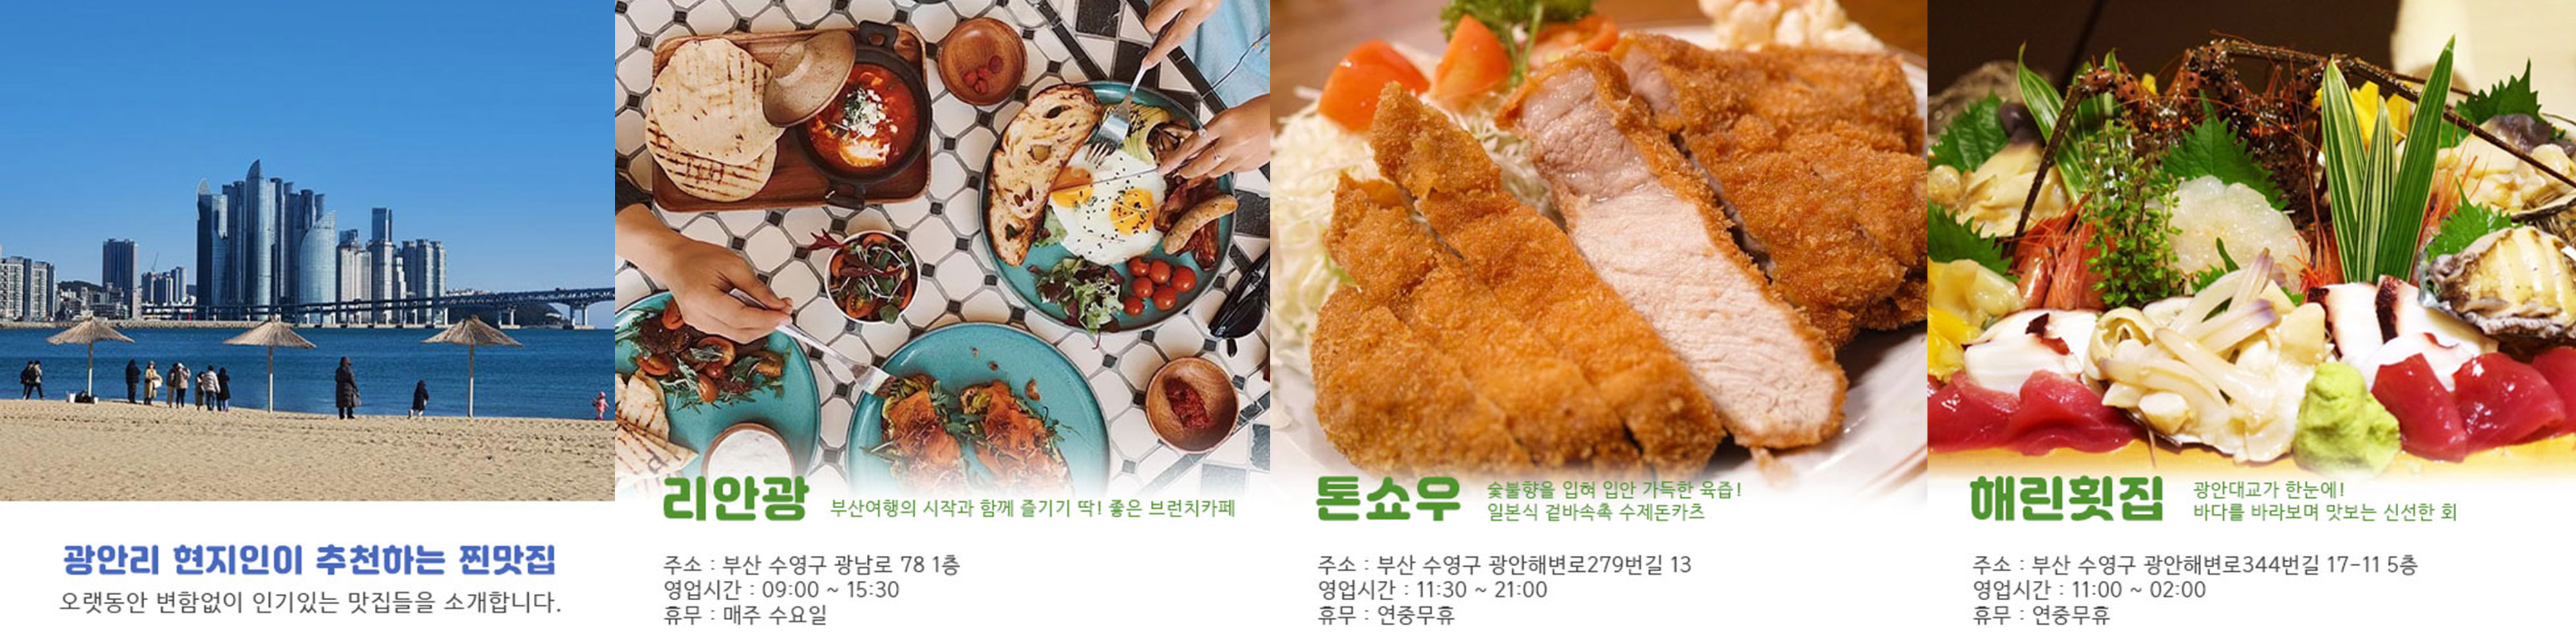 광안리 현지인이 추천하는 찐맛집
오랫동안 변함없이 인기있는 맛집들을 소개합니다.
리안광
부산여행의 시작과 함께 즐기기 딱! 좋은 브런치카페
주소 : 부산 수영구 광남로 78 1층
영업시간 : 09:00 ~ 15:30
휴무 : 매주 수요일
톤쇼우
숯불향을 입혀 입안 가득한 육즙!
일본식 겉바속촉 수제돈카츠
주소 : 부산 수영구 광안해변로279번길 13
영업시간 : 11:30 ~ 21:00
휴무 : 연중무휴
해린횟집
광안대교가 한눈에!
바다를 바라보며 맛보는 신선한 회
주소 : 부산 수영구 광안해변로344번길 17-11 5층
영업시간 : 11:00 ~ 02:00
휴무 : 연중무휴